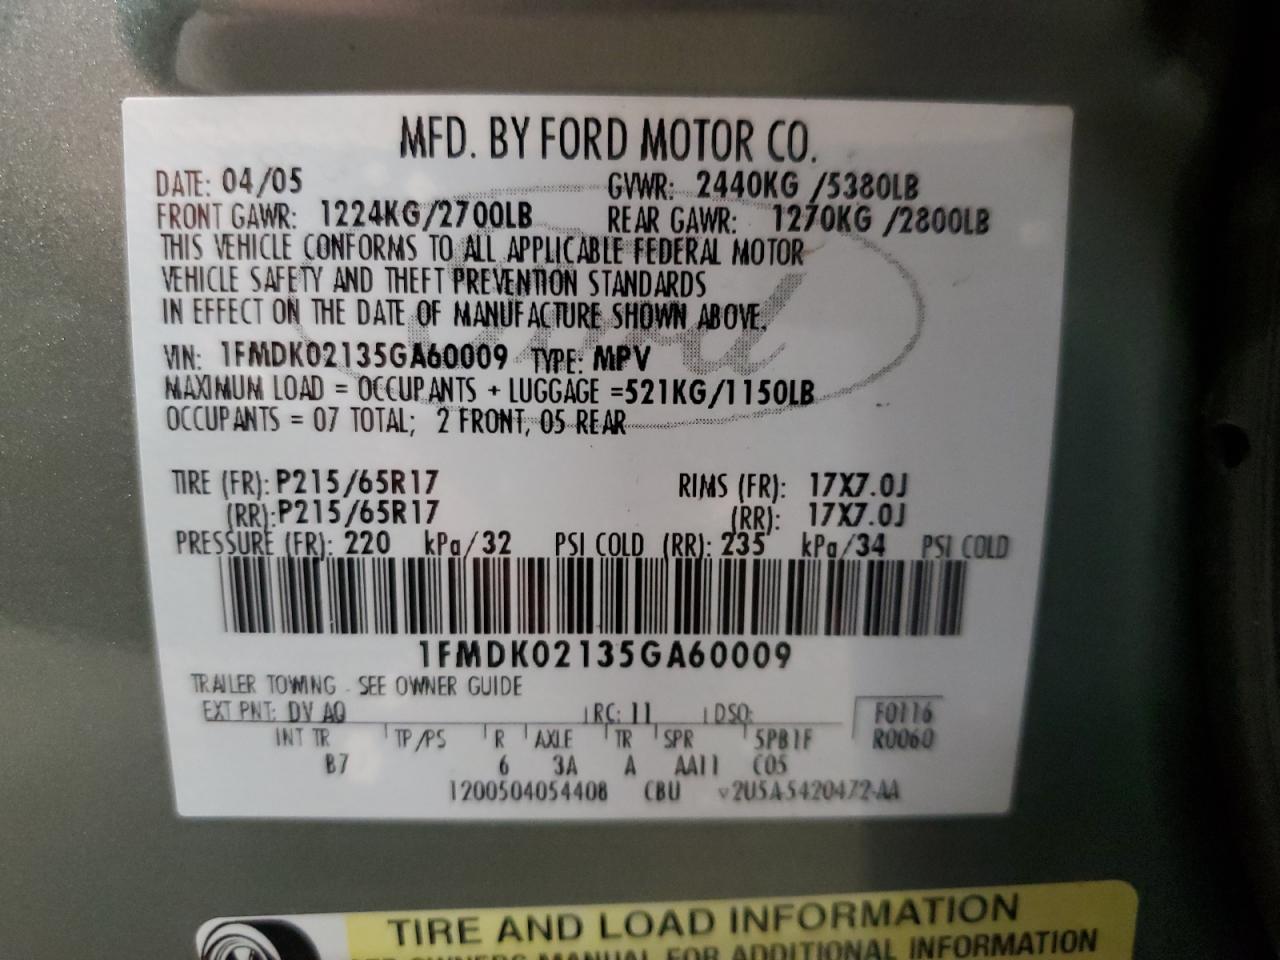 MFD. BY FORD MOTOR CO.
DATE: 04/05 GVWR: 2440KG /5380LB
FRONT GAWR: 1224KG/2700LB REAR GAWR: 1270KG /2800LB
THIS VEHICLE CONFORMS TO ALL APPLICABLE FEDERAL MOTOR
VEHICLE SAFETY AND THEFT PREVENTION STANDARDS
IN EFFECT ON THE DATE OF MANUFACTURE SHOWN ABOVE.
VIN: 1FMDK02135GA60009 TYPE: MPV
MAXIMUM LOAD = OCCUPANTS + LUGGAGE =521KG/1150LB
OCCUPANTS = 07 TOTAL; 2 FRONT, 05 REAR
TIRE (FR): P215/65R17 RIMS (FR): 17X7.0J
(RR): P215/65R17 (RR): 17X7.0J
PRESSURE (FR): 220 kPa/32 PSI COLD (RR): 235 kPa/34 PSI COLD
1FMDK02135GA60009
TRAILER TOWING - SEE OWNER GUIDE
EXT PNT: DV AQ RC: 11 DSO: F0116
INT TR TP/PS R AXLE TR SPR 5PB1F R0060
B7 6 3A A AA11 C05
1200504054408 CBU v2U5A-5420472-AA
TIRE AND LOAD INFORMATION
OWNERS MANUAL FOR ADDITIONAL INFORMATION